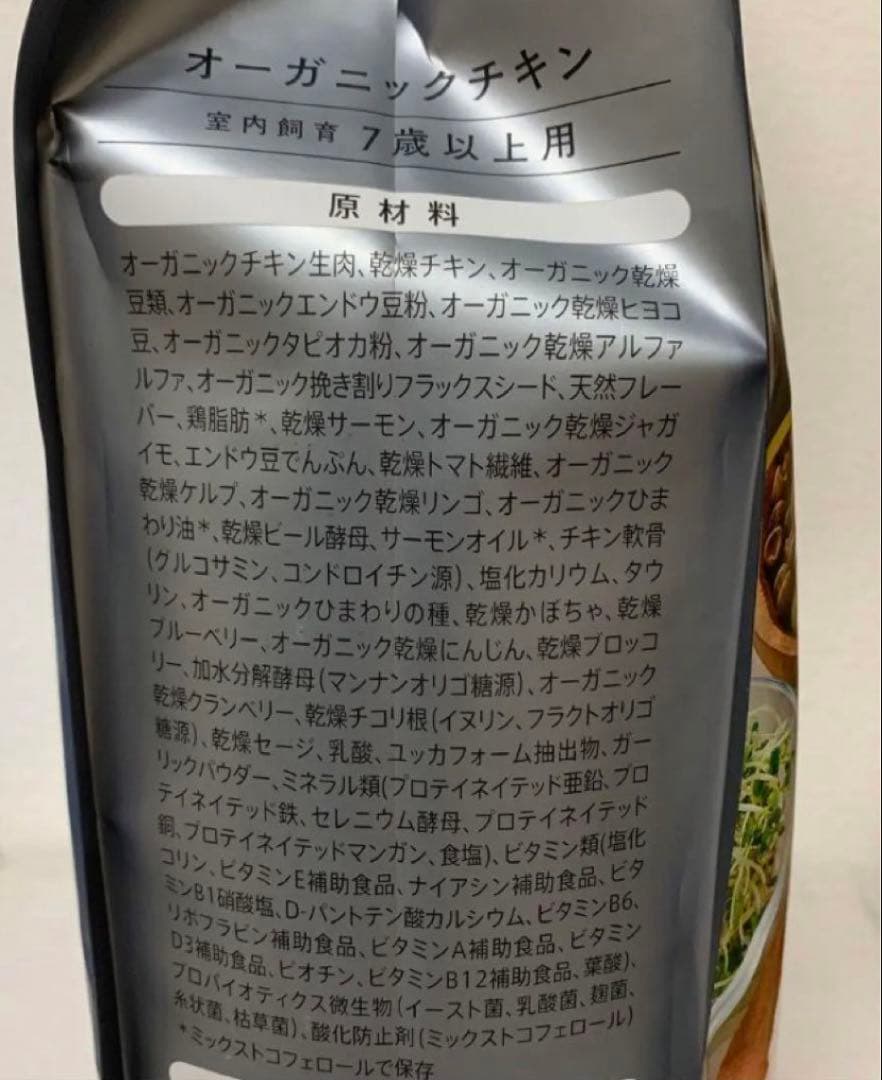 オーガニックチキン
室内飼育 7歳以上用
原材料
オーガニックチキン生肉、乾燥チキン、オーガニック乾燥
豆類、オーガニックエンドウ豆粉、オーガニック乾燥ヒヨコ
豆、オーガニックタピオカ粉、オーガニック乾燥アルファ
ルファ、オーガニック挽き割りフラックスシード、天然フレー
バー、鶏脂肪*、乾燥サーモン、オーガニック乾燥ジャガ
イモ、エンドウ豆でんぷん、乾燥トマト繊維、オーガニック
乾燥ケルプ、オーガニック乾燥リンゴ、オーガニックひま
わり油*、乾燥ビール酵母、サーモンオイル*、チキン軟骨
(グルコサミン、コンドロイチン源)、塩化カリウム、タウ
リン、オーガニックひまわりの種、乾燥かぼちゃ、乾燥
ブルーベリー、オーガニック乾燥にんじん、乾燥ブロッコ
リー、加水分解酵母(マンナンオリゴ糖源)、オーガニック
乾燥クランベリー、乾燥チコリ根(イヌリン、フラクトオリゴ
糖源)、乾燥セージ、乳酸、ユッカフォーム抽出物、ガー
リックパウダー、ミネラル類(プロテイネイテッド亜鉛、プロ
テイネイテッド鉄、セレニウム酵母、プロテイネイテッド
銅、プロテイネイテッドマンガン、食塩)、ビタミン類(塩化
コリン、ビタミンE補助食品、ナイアシン補助食品、ビタ
ミンB1硝酸塩、D-パントテン酸カルシウム、ビタミンB6、
リボフラビン補助食品、ビタミンA補助食品、ビタミン
D3補助食品、ビオチン、ビタミンB12補助食品、葉酸)、
プロバイオティクス微生物(イースト菌、乳酸菌、麹菌、
糸状菌、枯草菌)、酸化防止剤(ミックストコフェロール)
*ミックストコフェロールで保存